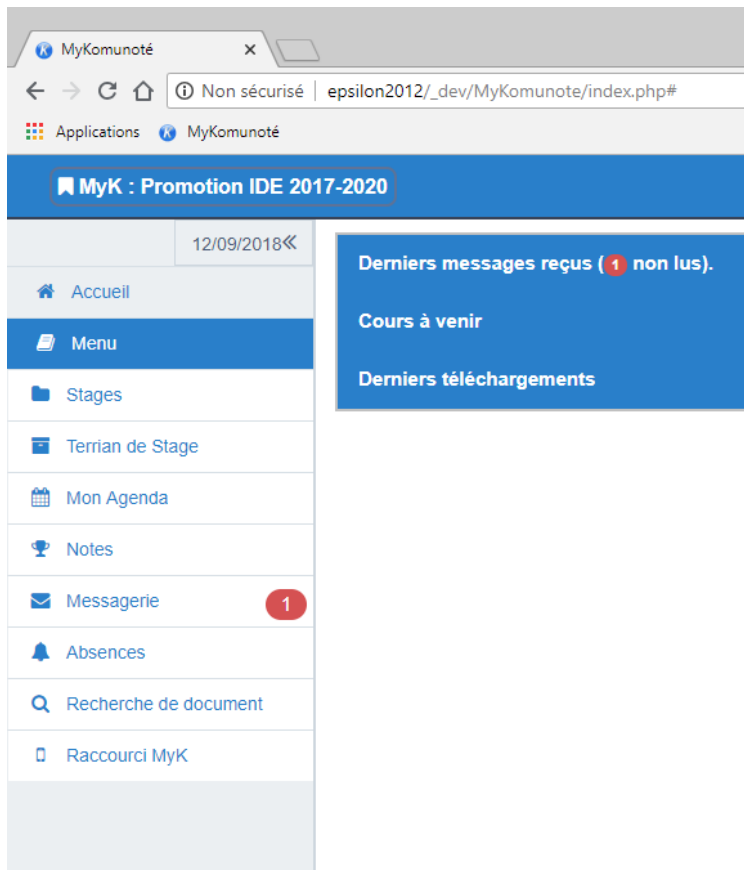 MyKomunoté
Non sécurisé | epsilon2012/_dev/MyKomunote/index.php#
Applications MyKomunoté
MyK : Promotion IDE 2017-2020
12/09/2018
Derniers messages reçus (1 non lus).
Accueil
Cours à venir
Menu
Derniers téléchargements
Stages
Terrian de Stage
Mon Agenda
Notes
Messagerie 1
Absences
Recherche de document
Raccourci MyK